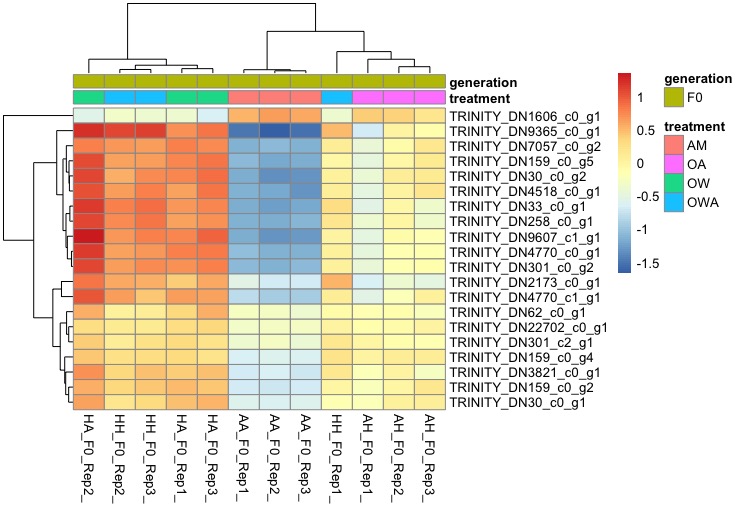 generation
treatment
TRINITY_DN1606_c0_g1
TRINITY_DN9365_c0_g1
TRINITY_DN7057_c0_g2
TRINITY_DN159_c0_g5
TRINITY_DN30_c0_g2
TRINITY_DN4518_c0_g1
TRINITY_DN33_c0_g1
TRINITY_DN258_c0_g1
TRINITY_DN9607_c1_g1
TRINITY_DN4770_c0_g1
TRINITY_DN301_c0_g2
TRINITY_DN2173_c0_g1
TRINITY_DN4770_c1_g1
TRINITY_DN62_c0_g1
TRINITY_DN22702_c0_g1
TRINITY_DN301_c2_g1
TRINITY_DN159_c0_g4
TRINITY_DN3821_c0_g1
TRINITY_DN159_c0_g2
TRINITY_DN30_c0_g1
HA_F0_Rep2_
HH_F0_Rep2_
HH_F0_Rep3_
HA_F0_Rep1_
HA_F0_Rep3_
AA_F0_Rep1_
AA_F0_Rep2_
AA_F0_Rep3_
HH_F0_Rep1_
AH_F0_Rep1_
AH_F0_Rep2_
AH_F0_Rep3_
1
0.5
0
-0.5
-1
-1.5
generation
F0
treatment
AM
OA
OW
OWA